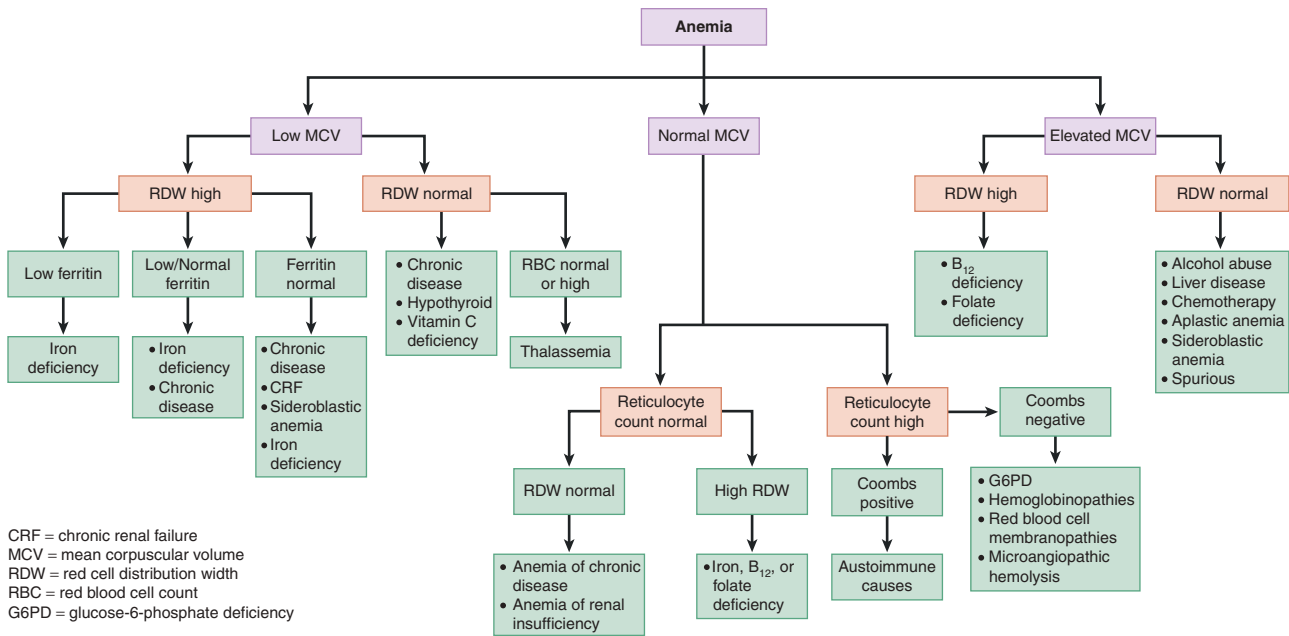 Anemia
Low MCV
Normal MCV
Elevated MCV
RDW high
RDW normal
RDW high
RDW normal
Low ferritin
Low/Normal
ferritin
Ferritin
normal
• Chronic
disease
• Hypothyroid
• Vitamin C
deficiency
RBC normal
or high
• B12
deficiency
• Folate
deficiency
• Alcohol abuse
• Liver disease
• Chemotherapy
• Aplastic anemia
• Sideroblastic
anemia
• Spurious
Iron
deficiency
• Iron
deficiency
• Chronic
disease
• Chronic
disease
• CRF
• Sideroblastic
anemia
• Iron
deficiency
Thalassemia
Reticulocyte
count normal
Reticulocyte
count high
Coombs
negative
RDW normal
High RDW
Coombs
positive
• G6PD
• Hemoglobinopathies
• Red blood cell
membranopathies
• Microangiopathic
hemolysis
• Anemia of chronic
disease
• Anemia of renal
insufficiency
• Iron, B12, or
folate
deficiency
Austoimmune
causes
CRF = chronic renal failure
MCV = mean corpuscular volume
RDW = red cell distribution width
RBC = red blood cell count
G6PD = glucose-6-phosphate deficiency